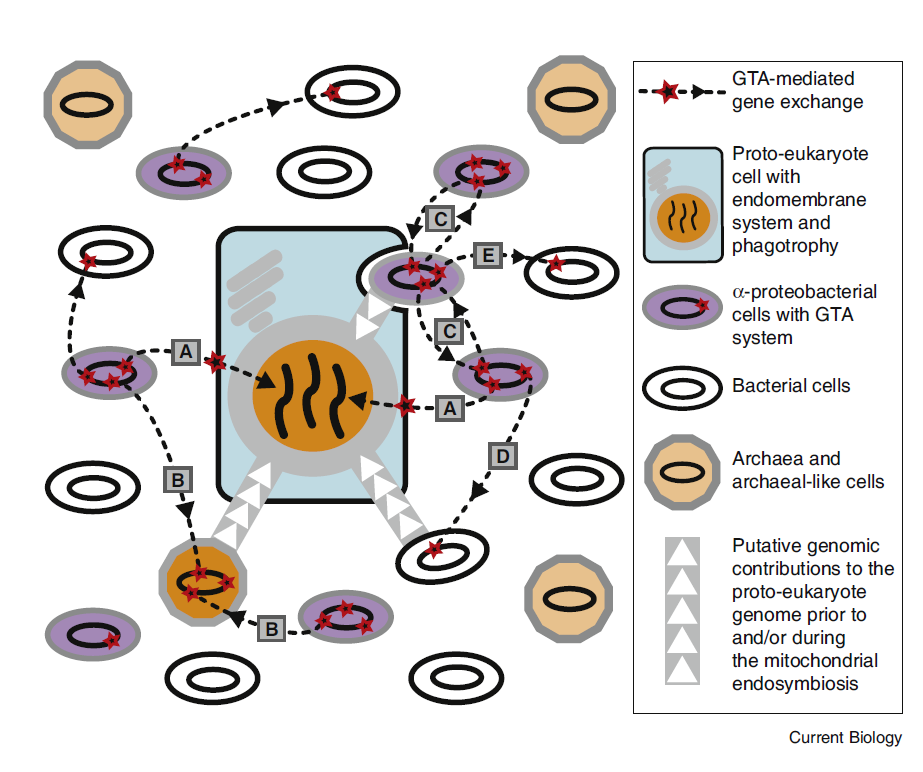 GTA-mediated
gene exchange
Proto-eukaryote
cell with
endomembrane
system and
phagotrophy
α-proteobacterial
cells with GTA
system
Bacterial cells
Archaea and
archaeal-like cells
Putative genomic
contributions to the
proto-eukaryote
genome prior to
and/or during
the mitochondrial
endosymbiosis
C
E
C
A
A
D
B
B
Current Biology